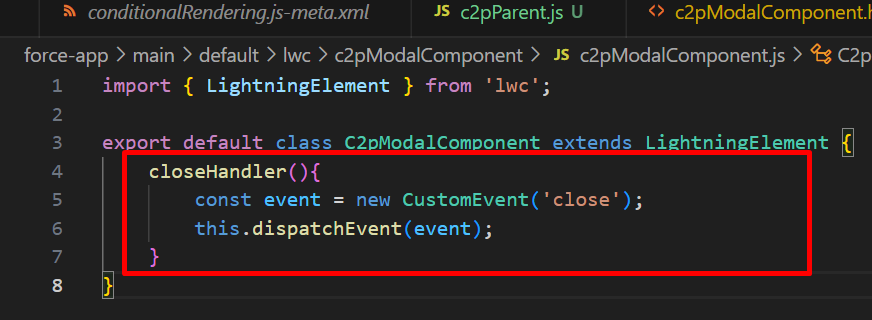 conditionalRendering.js-meta.xml JS c2pParent.js U <> c2pModalComponent.h
force-app > main > default > lwc > c2pModalComponent > JS c2pModalComponent.js > C2p
1 import { LightningElement } from 'lwc';
2
3 export default class C2pModalComponent extends LightningElement {
4 closeHandler(){
5 const event = new CustomEvent('close');
6 this.dispatchEvent(event);
7 }
8 }